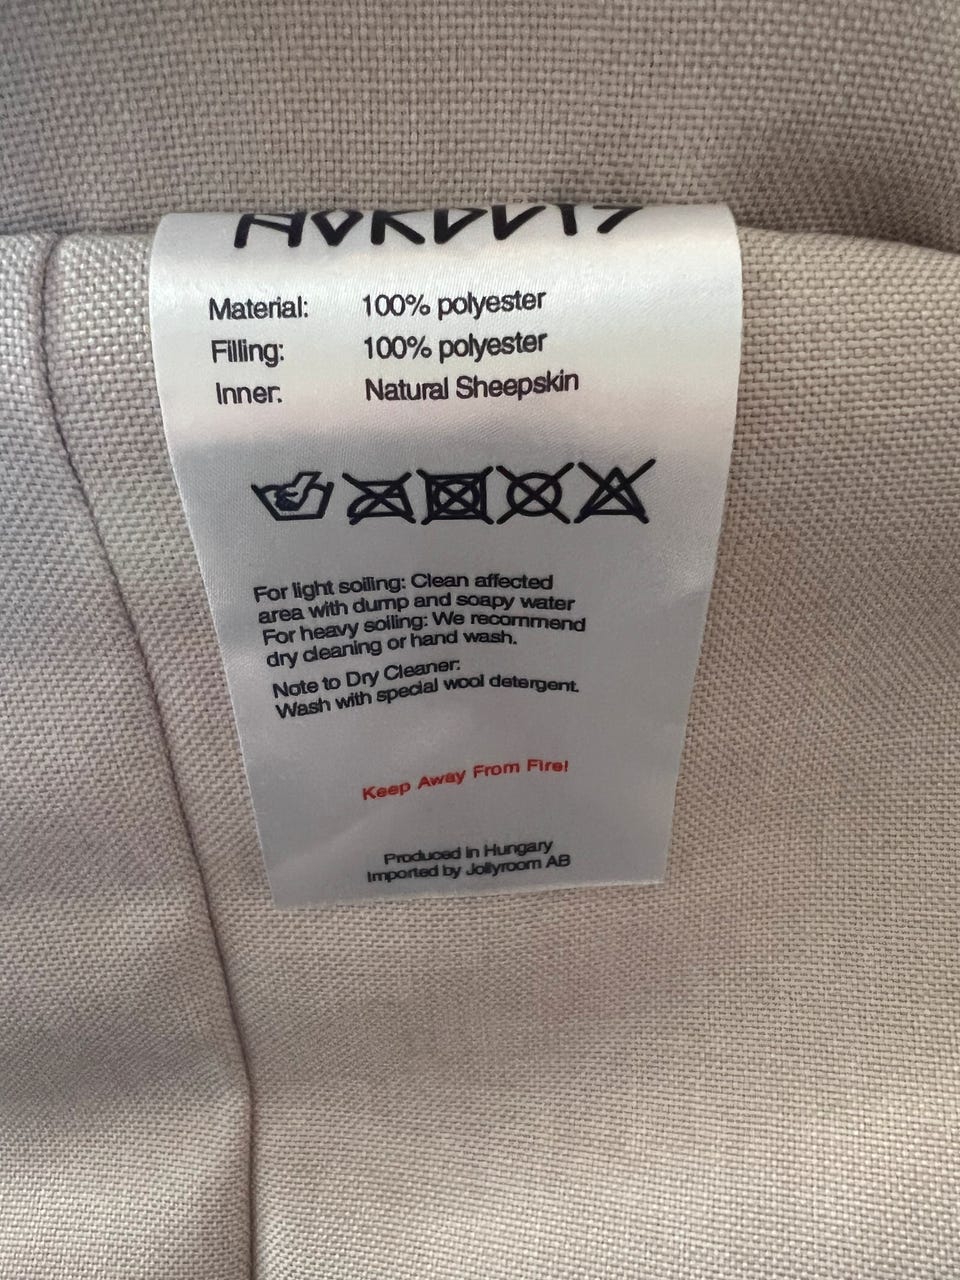 Material: 100% polyester
Filling: 100% polyester
Inner: Natural Sheepskin
For light soiling: Clean affected
area with dump and soapy water
For heavy soiling: We recommend
dry cleaning or hand wash.
Note to Dry Cleaner:
Wash with special wool detergent.
Keep Away From Fire!
Produced in Hungary
Imported by Jollyroom AB